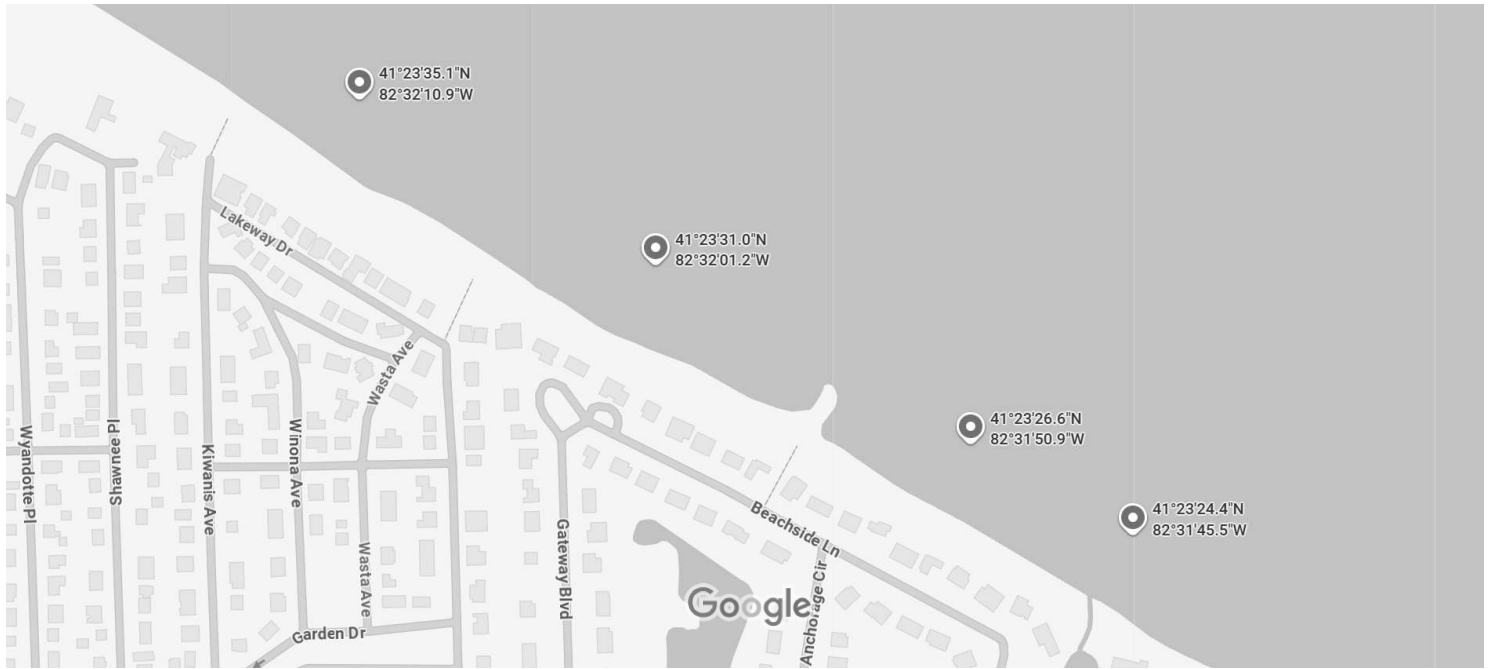 41°23'35.1"N
82°32'10.9"W
Lakeway Dr
41°23'31.0"N
82°32'01.2"W
Wasta Ave
41°23'26.6"N
82°31'50.9"W
Wyandotte Pl
Shawnee Pl
Kiwanis Ave
Winona Ave
41°23'24.4"N
82°31'45.5"W
Beachside Ln
Wasta Ave
Gateway Blvd
Anchorage Cir
Google
Garden Dr